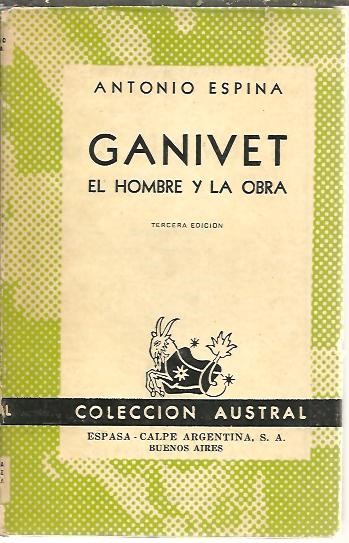 ANTONIO ESPINA
GANIVET
EL HOMBRE Y LA OBRA
TERCERA EDICION
COLECCION AUSTRAL
ESPASA - CALPE ARGENTINA, S. A.
BUENOS AIRES